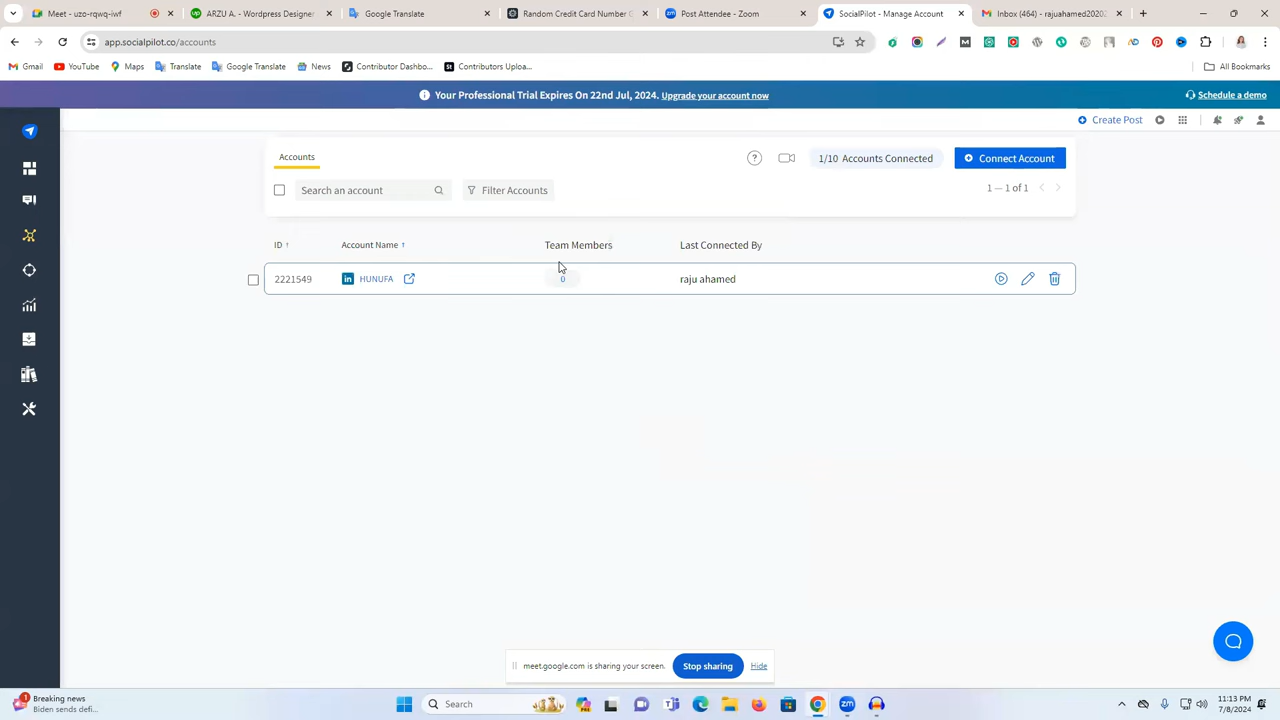 Meet - uzo-rqwq-iwf
ARZU A. - Wordpress Designer
Google Translate
Random Credit Card Number G
Post Attendee - Zoom
SocialPilot - Manage Account
Inbox (464) - rajuahamed2020
app.socialpilot.co/accounts
Gmail
YouTube
Maps
Translate
Google Translate
News
Contributor Dashbo...
Contributors Uploa...
All Bookmarks
Your Professional Trial Expires On 22nd Jul, 2024. Upgrade your account now
Schedule a demo
Create Post
Accounts
1/10 Accounts Connected
Connect Account
Search an account
Filter Accounts
1 — 1 of 1
ID ↑
Account Name ↑
Team Members
Last Connected By
2221549
HUNUFA
0
raju ahamed
meet.google.com is sharing your screen.
Stop sharing
Hide
Breaking news
Biden sends defi...
Search
11:13 PM
7/8/2024